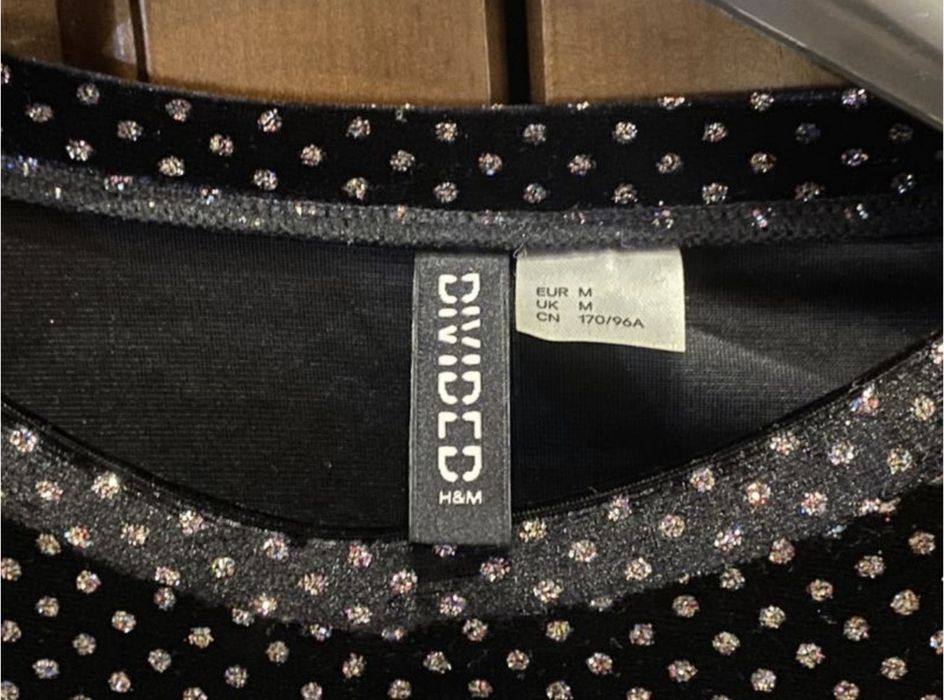 DIVIDED
H&M
EUR M
UK M
CN 170/96A